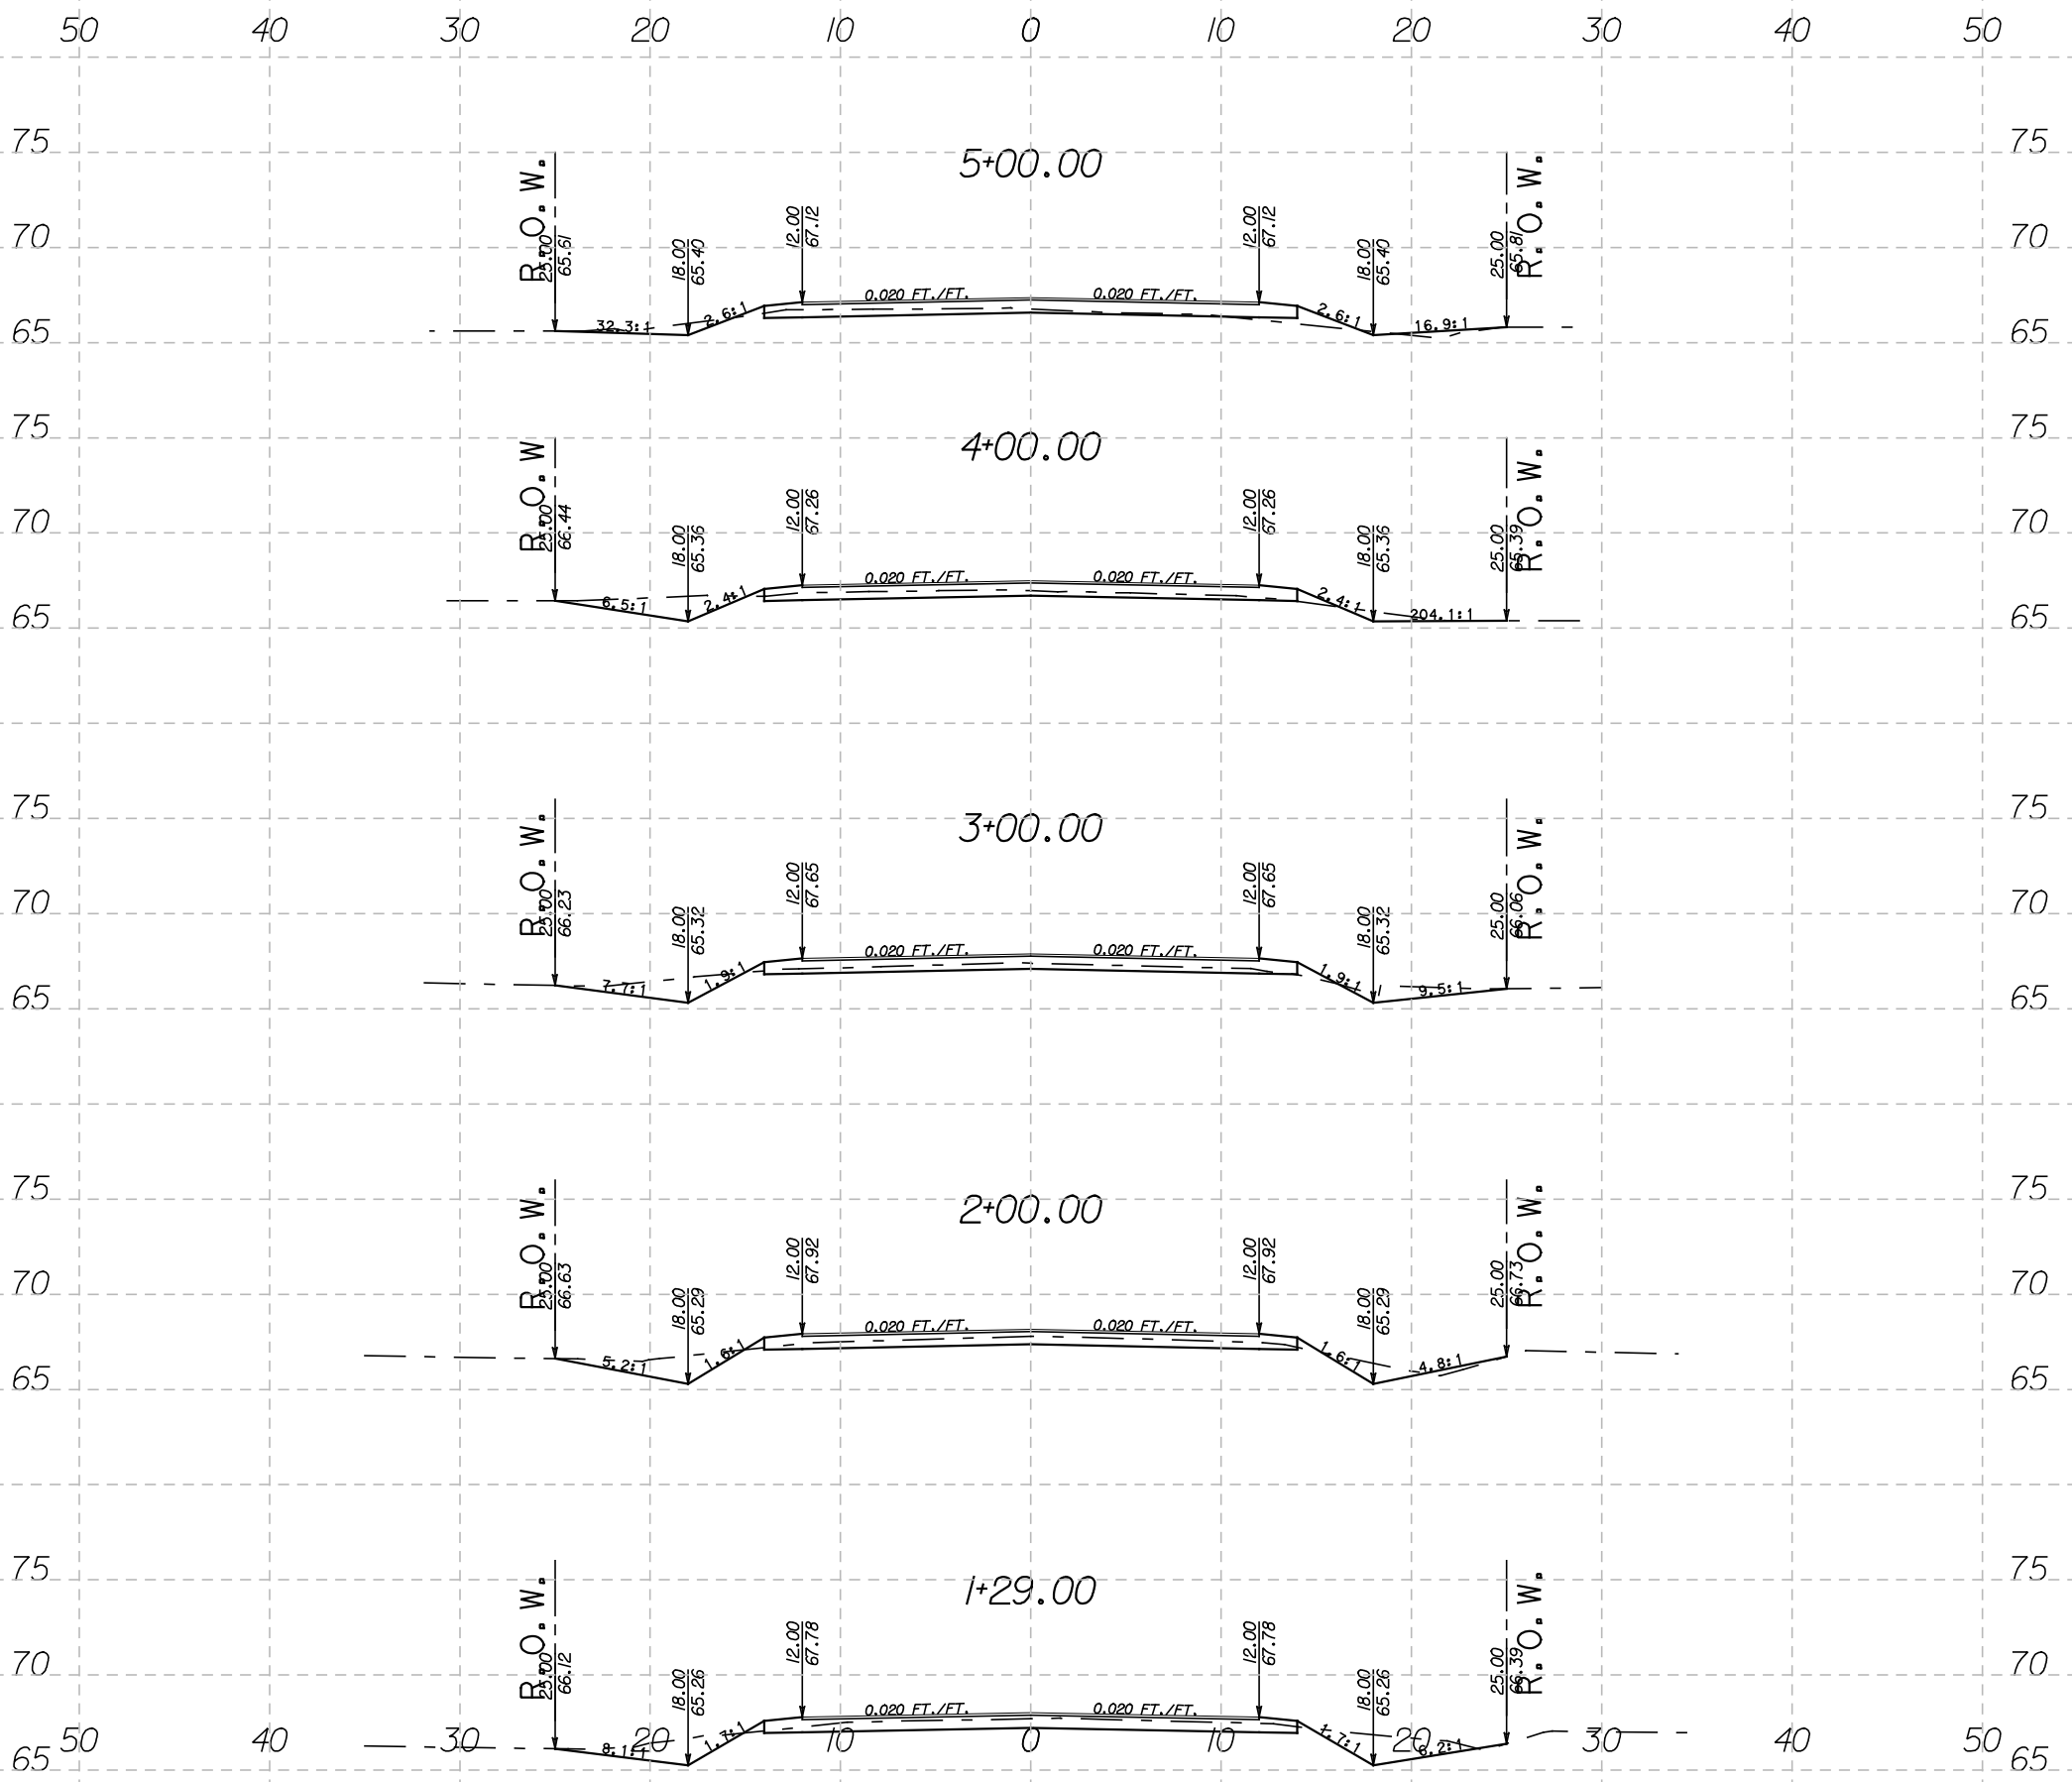 50 40 30 20 10 0 10 20 30 40 50
75 R.O.W. 5+00.00 R.O.W. 75
25.00 65.61 18.00 65.40 12.00 67.12 12.00 67.12 18.00 65.40 25.00 65.81
70 70
32.3:1 2.6:1 0.020 FT./FT. 0.020 FT./FT. 2.6:1 16.9:1
65 65
75 R.O.W 4+00.00 R.O.W. 75
25.00 66.44 18.00 65.36 12.00 67.26 12.00 67.26 18.00 65.36 25.00 65.39
70 70
6.5:1 2.4:1 0.020 FT./FT. 0.020 FT./FT. 2.4:1 204.1:1
65 65
75 R.O.W. 3+00.00 R.O.W. 75
25.00 66.23 18.00 65.32 12.00 67.65 12.00 67.65 18.00 65.32 25.00 66.06
70 70
7.7:1 1.9:1 0.020 FT./FT. 0.020 FT./FT. 1.9:1 9.5:1
65 65
75 R.O.W. 2+00.00 R.O.W. 75
25.00 66.63 18.00 65.29 12.00 67.92 12.00 67.92 18.00 65.29 25.00 66.73
70 70
5.2:1 1.6:1 0.020 FT./FT. 0.020 FT./FT. 1.6:1 4.8:1
65 65
75 R.O.W. 1+29.00 R.O.W. 75
25.00 66.12 18.00 65.26 12.00 67.78 12.00 67.78 18.00 65.26 25.00 66.39
70 70
8.1:1 1.7:1 0.020 FT./FT. 0.020 FT./FT. 1.7:1 6.2:1
50 40 30 20 10 0 10 20 30 40 50
65 65